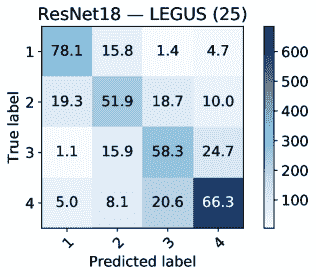 ResNet18 — LEGUS (25)
1 78.1 15.8 1.4 4.7
2 19.3 51.9 18.7 10.0
3 1.1 15.9 58.3 24.7
4 5.0 8.1 20.6 66.3
1 2 3 4
True label
Predicted label
600
500
400
300
200
100